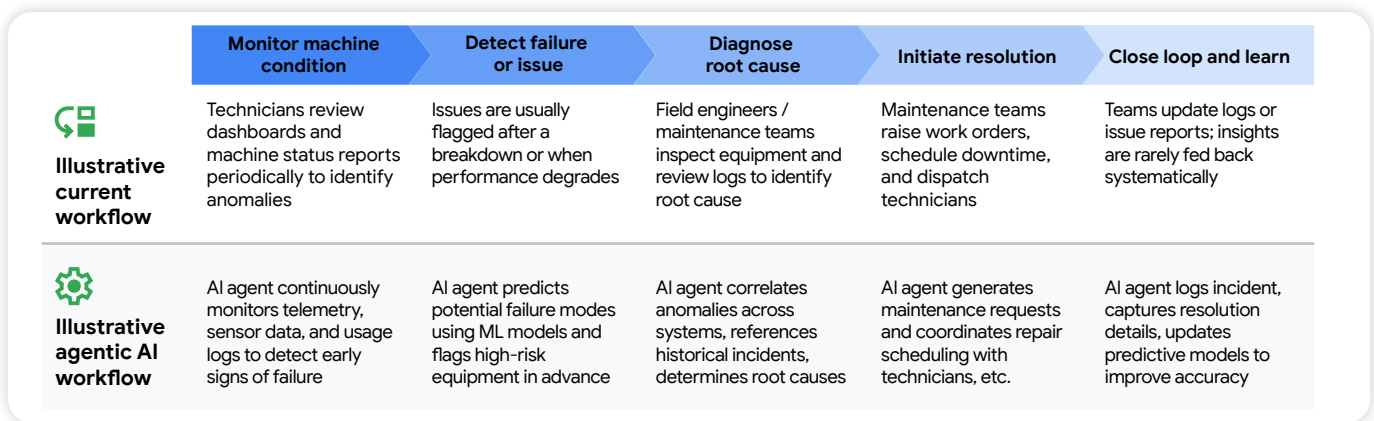 Monitor machine
condition
Detect failure
or issue
Diagnose
root cause
Initiate resolution
Close loop and learn
Illustrative
current
workflow
Technicians review
dashboards and
machine status reports
periodically to identify
anomalies
Issues are usually
flagged after a
breakdown or when
performance degrades
Field engineers /
maintenance teams
inspect equipment and
review logs to identify
root cause
Maintenance teams
raise work orders,
schedule downtime,
and dispatch
technicians
Teams update logs or
issue reports; insights
are rarely fed back
systematically
Illustrative
agentic AI
workflow
AI agent continuously
monitors telemetry,
sensor data, and usage
logs to detect early
signs of failure
AI agent predicts
potential failure modes
using ML models and
flags high-risk
equipment in advance
AI agent correlates
anomalies across
systems, references
historical incidents,
determines root causes
AI agent generates
maintenance requests
and coordinates repair
scheduling with
technicians, etc.
AI agent logs incident,
captures resolution
details, updates
predictive models to
improve accuracy